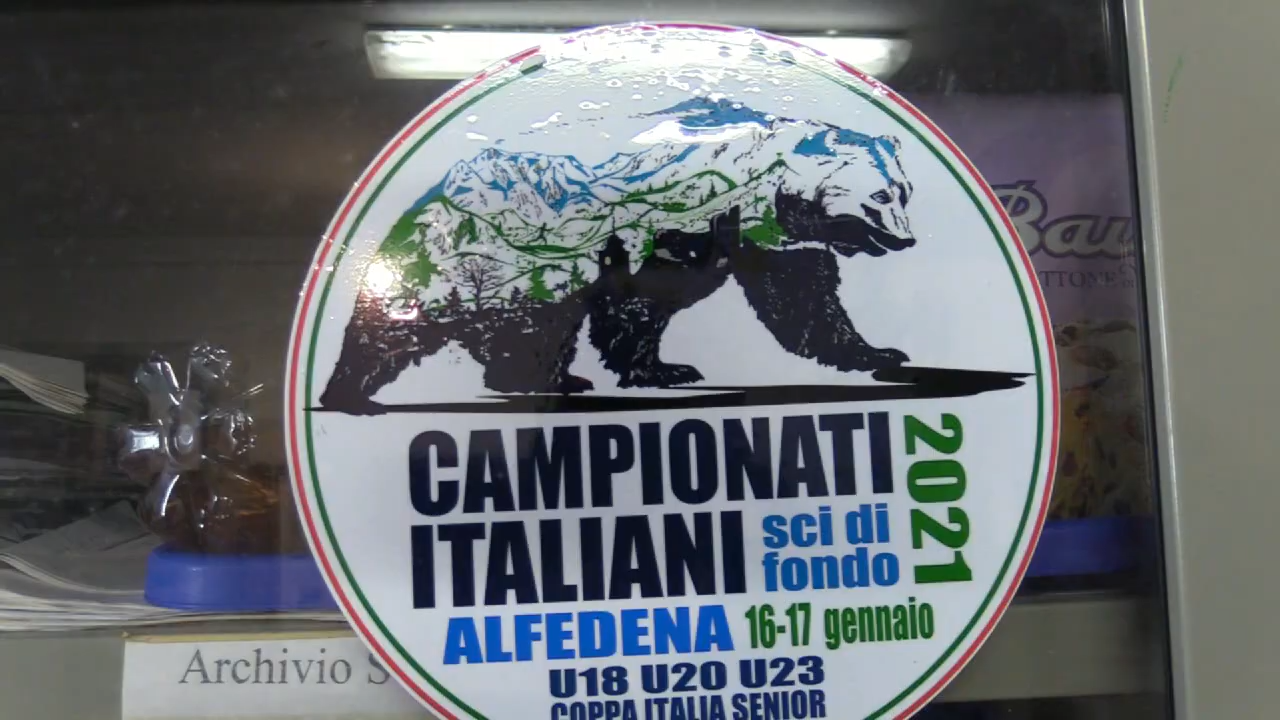 CAMPIONATI
ITALIANI
sci di
fondo
2021
ALFEDENA 16-17 gennaio
U18 U20 U23
COPPA ITALIA SENIOR
Archivio